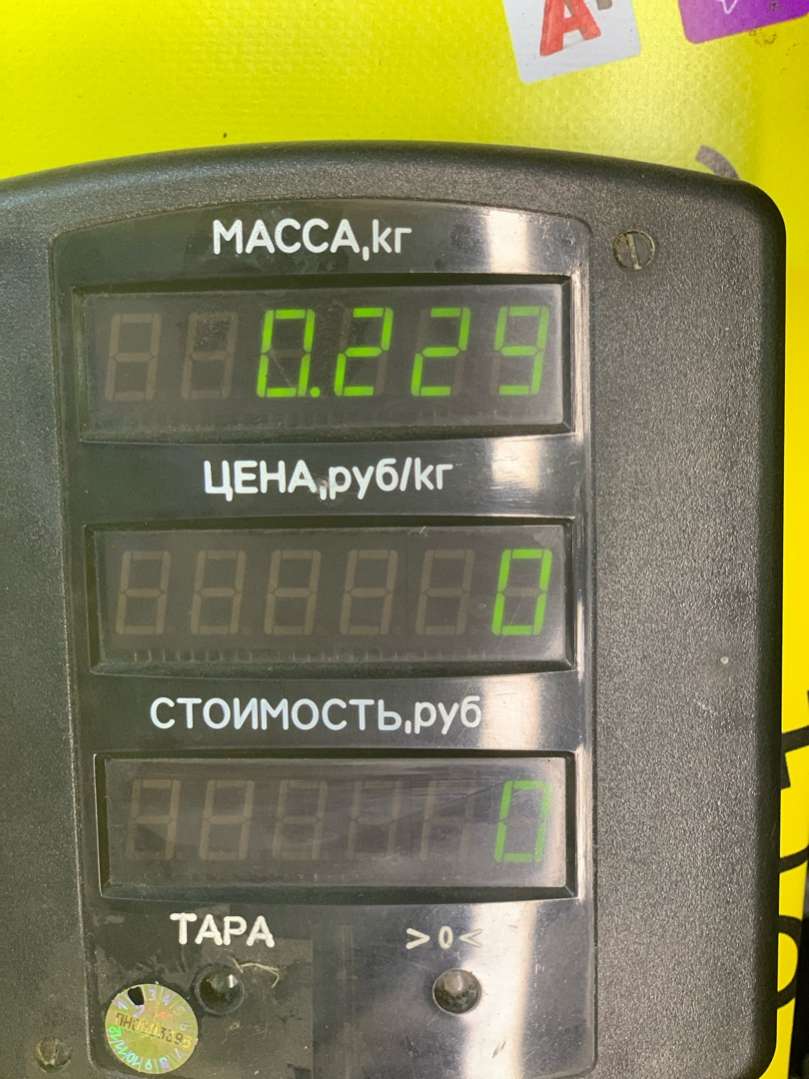 А
МАССА,кг
0.229
ЦЕНА,руб/кг
0
СТОИМОСТЬ,руб
0
ТАРА >0<